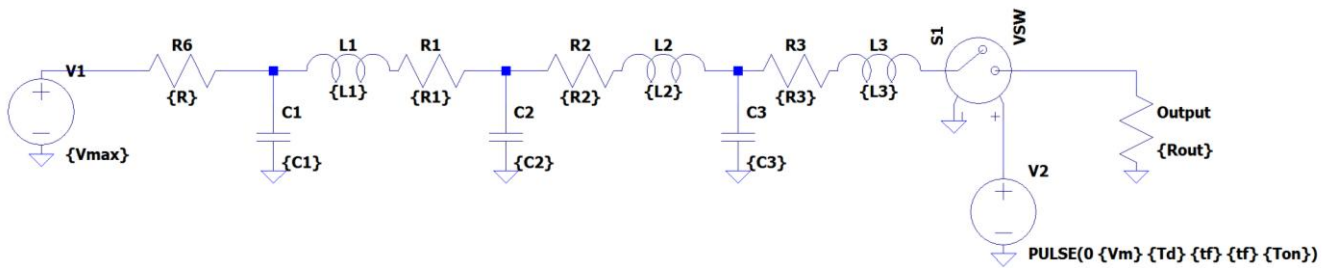 V1
{Vmax}
R6
{R}
C1
{C1}
L1
{L1}
R1
{R1}
C2
{C2}
R2
{R2}
L2
{L2}
C3
{C3}
R3
{R3}
L3
{L3}
S1
VSW
V2
PULSE(0 {Vm} {Td} {tf} {tf} {Ton})
Output
{Rout}